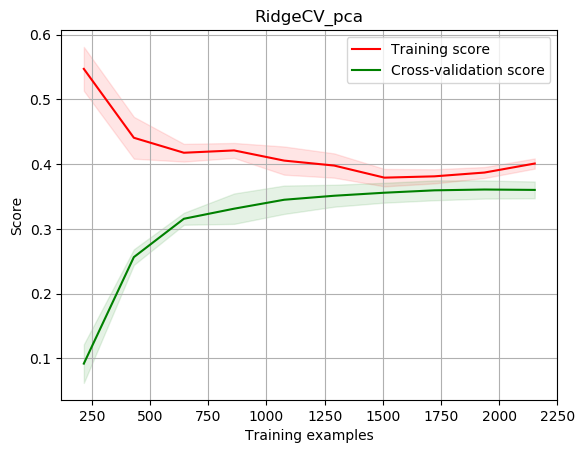 RidgeCV_pca
Training score
Cross-validation score
Score
0.6
0.5
0.4
0.3
0.2
0.1
250 500 750 1000 1250 1500 1750 2000 2250
Training examples